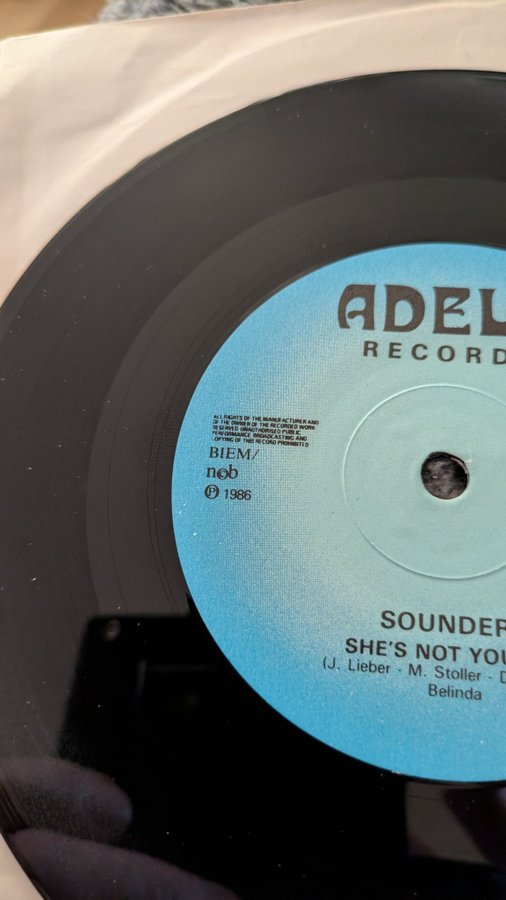 ADEL
RECORD
ALL RIGHTS OF THE MANUFACTURER AND
OF THE OWNER OF THE RECORDED WORK
RESERVED UNAUTHORISED PUBLIC
PERFORMANCE BROADCASTING AND
COPYING OF THIS RECORD PROHIBITED
BIEM/
ncb
℗ 1986
SOUNDER
SHE'S NOT YOU
(J. Lieber - M. Stoller - D
Belinda